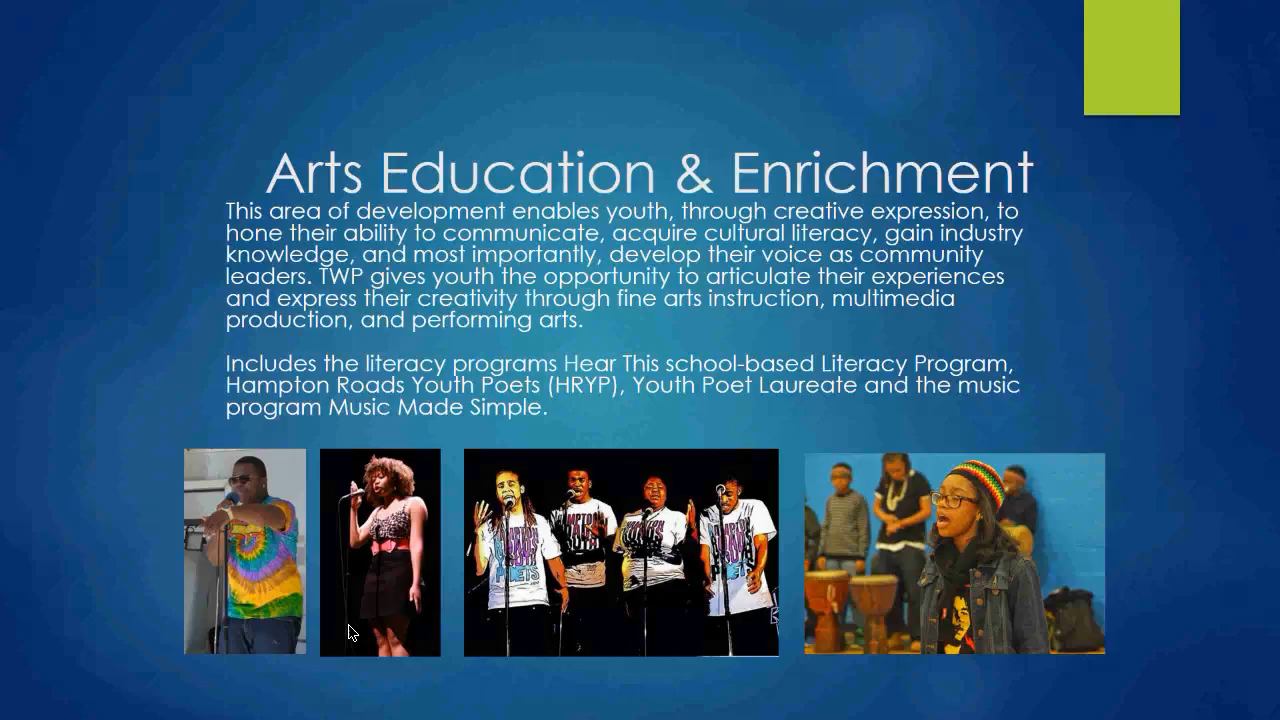 Arts Education & Enrichment
This area of development enables youth, through creative expression, to
hone their ability to communicate, acquire cultural literacy, gain industry
knowledge, and most importantly, develop their voice as community
leaders. TWP gives youth the opportunity to articulate their experiences
and express their creativity through fine arts instruction, multimedia
production, and performing arts.
Includes the literacy programs Hear This school-based Literacy Program,
Hampton Roads Youth Poets (HRYP), Youth Poet Laureate and the music
program Music Made Simple.